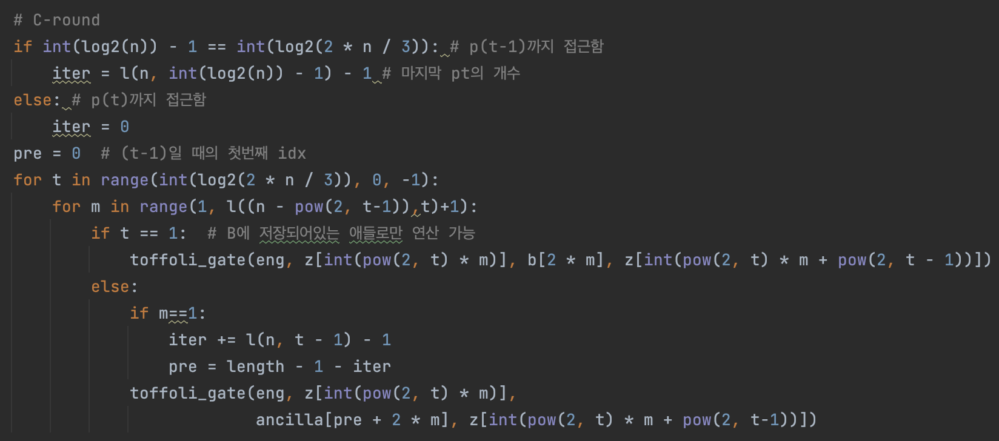 # C-round
if int(log2(n)) - 1 == int(log2(2 * n / 3)): # p(t-1)까지 접근함
    iter = l(n, int(log2(n)) - 1) - 1 # 마지막 pt의 개수
else: # p(t)까지 접근함
    iter = 0
pre = 0  # (t-1)일 때의 첫번째 idx
for t in range(int(log2(2 * n / 3)), 0, -1):
    for m in range(1, l((n - pow(2, t-1)),t)+1):
        if t == 1:  # B에 저장되어있는 애들로만 연산 가능
            toffoli_gate(eng, z[int(pow(2, t) * m)], b[2 * m], z[int(pow(2, t) * m + pow(2, t - 1))])
        else:
            if m==1:
                iter += l(n, t - 1) - 1
                pre = length - 1 - iter
            toffoli_gate(eng, z[int(pow(2, t) * m)],
                         ancilla[pre + 2 * m], z[int(pow(2, t) * m + pow(2, t-1))])